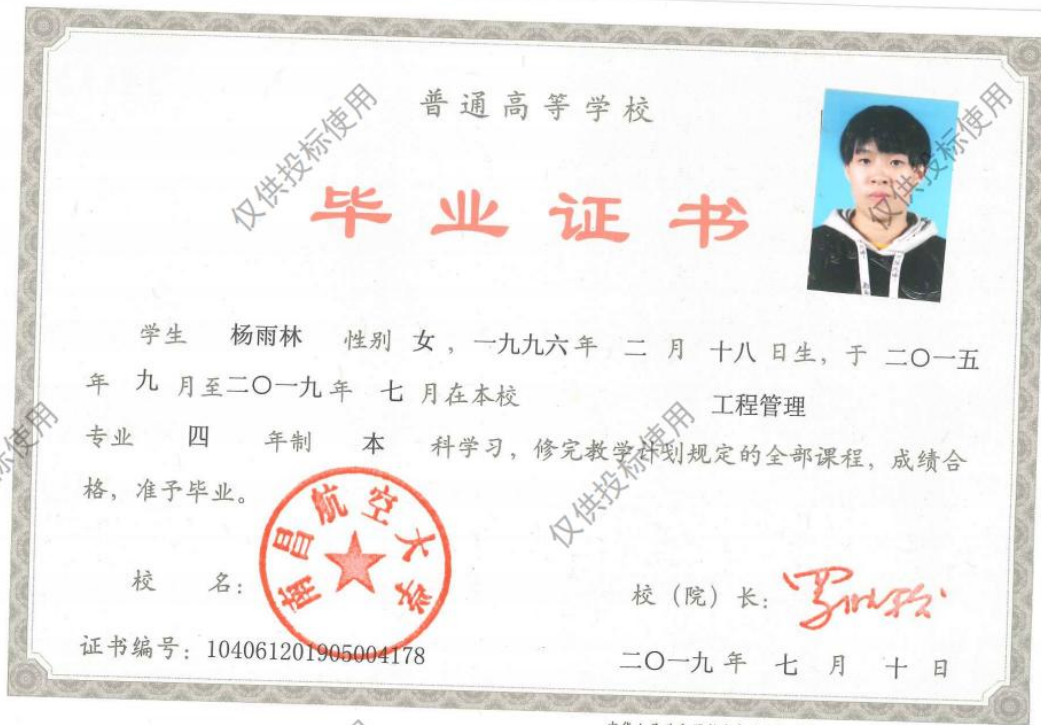 普通高等学校
毕业证书
学生 杨雨林 性别 女，一九九六年 二 月 十八 日生，于 二〇一五
年 九 月至二〇一九年 七 月在本校 工程管理
专业 四 年制 本 科学习，修完教学计划规定的全部课程，成绩合
格，准予毕业。
南昌航空大学
校 名：
校（院）长：
证书编号：104061201905004178
二〇一九 年 七 月 十 日
仅供投标使用
仅供投标使用
仅供投标使用